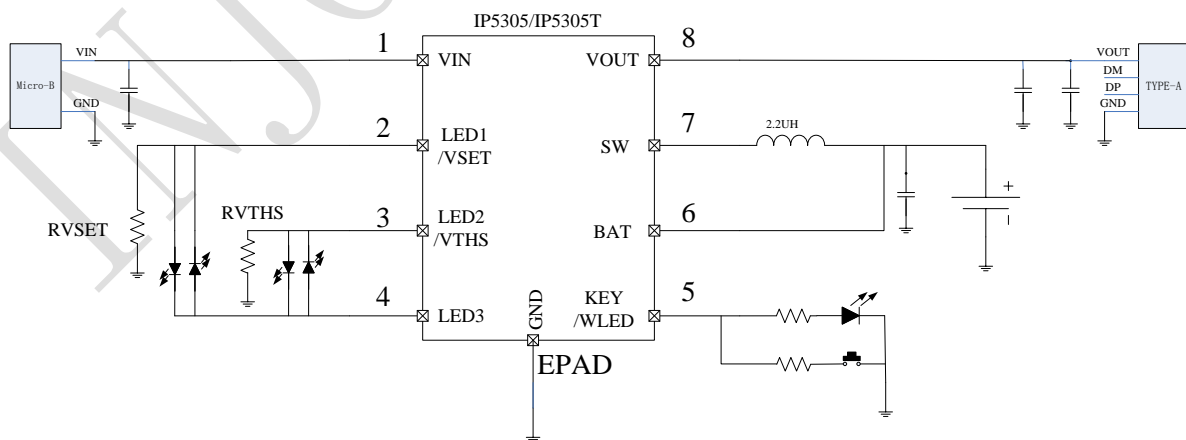 IP5305/IP5305T
Micro-B
VIN
GND
1
VIN
2
LED1
/VSET
3
LED2
/VTHS
4
LED3
RVSET
RVTHS
GND
EPAD
8
VOUT
7
SW
2.2UH
6
BAT
5
KEY
/WLED
+
VOUT
DM
DP
GND
TYPE-A
INJO